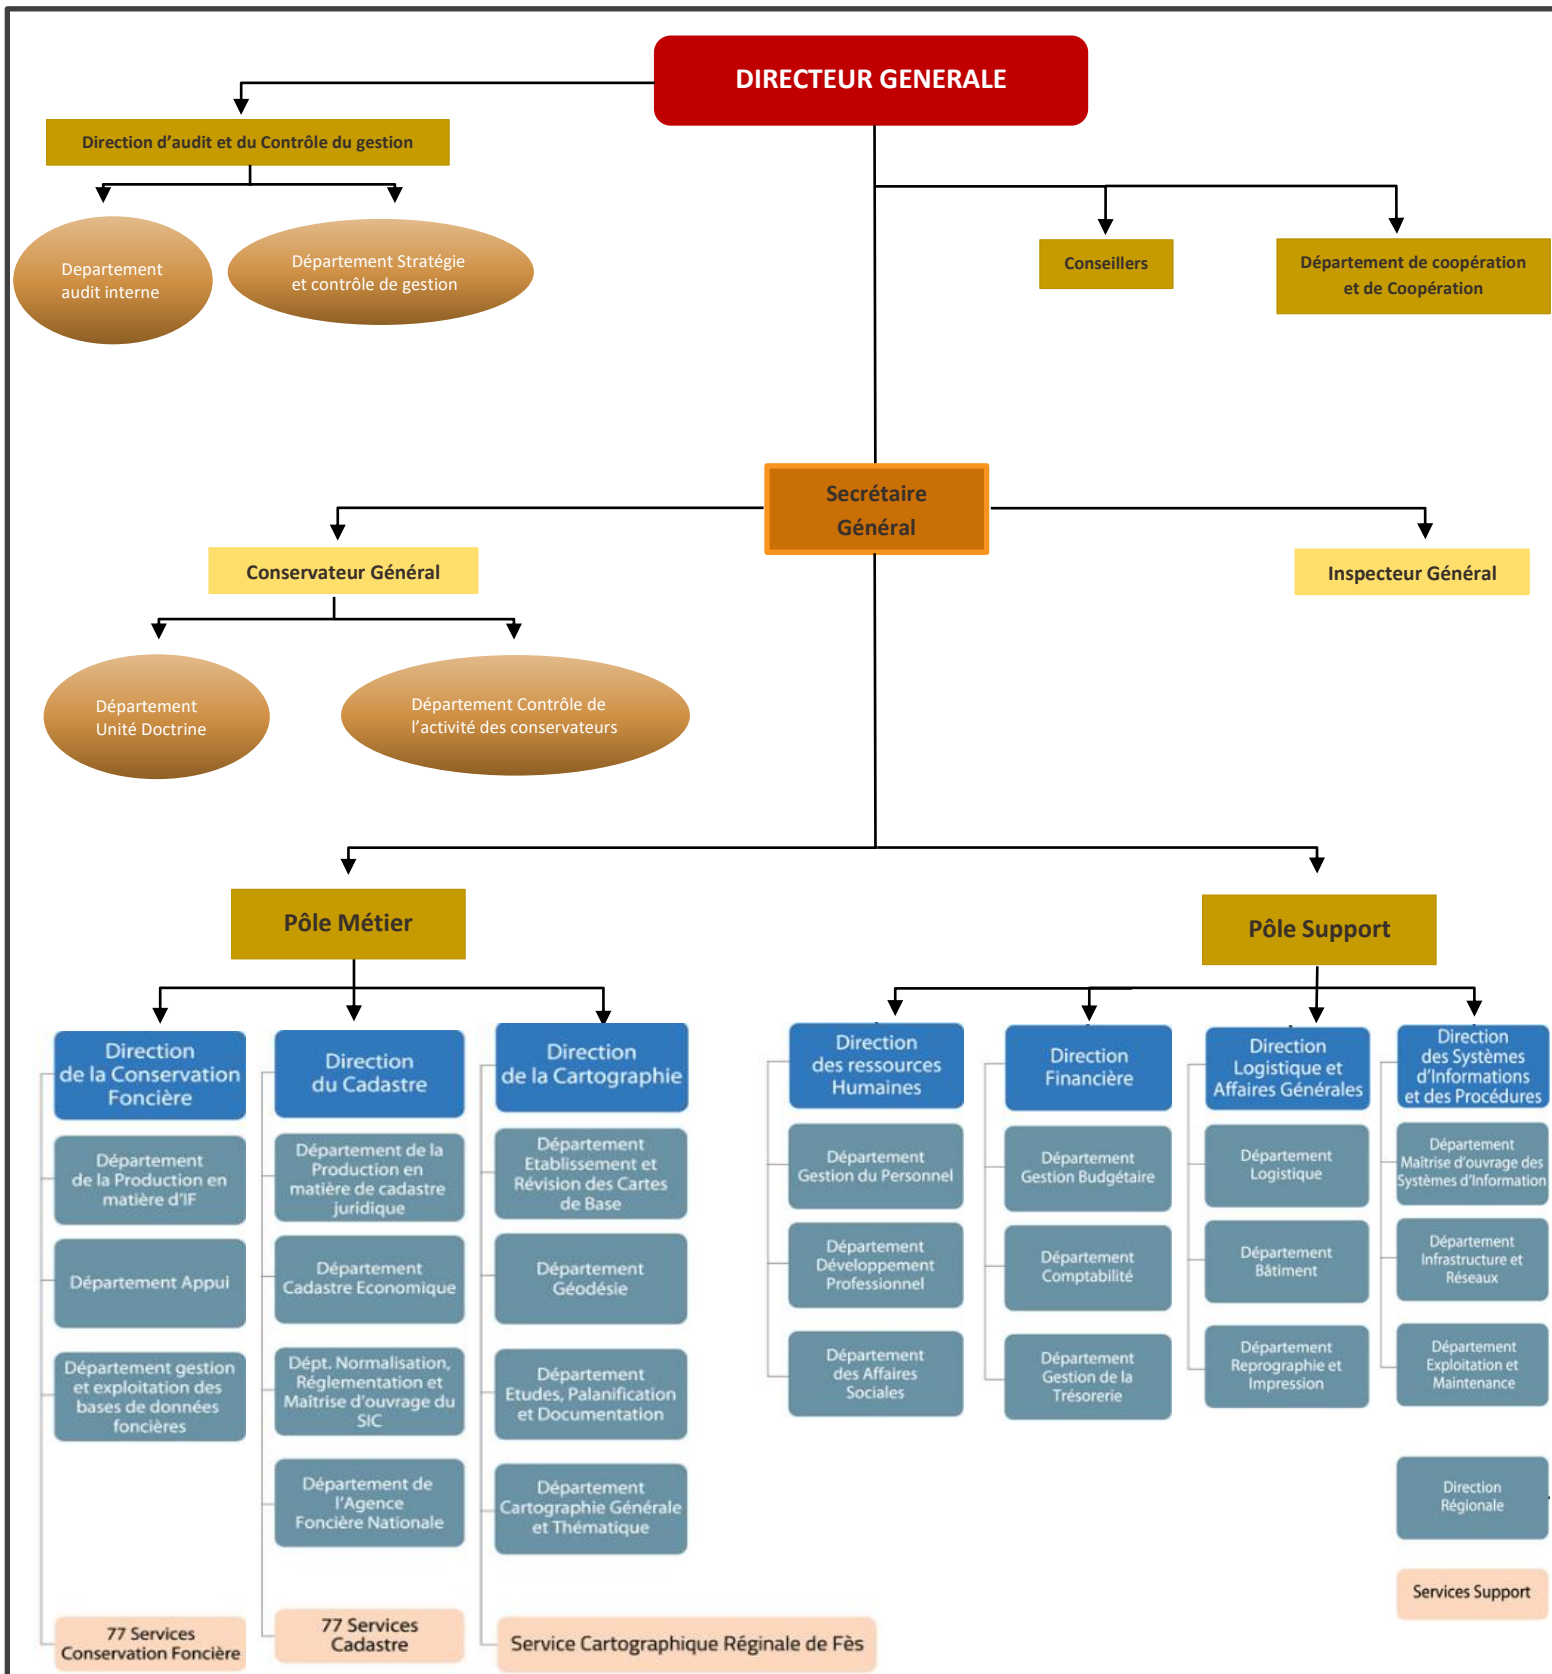 DIRECTEUR GENERALE
Direction d'audit et du Contrôle du gestion
Departement
audit interne
Département Stratégie
et contrôle de gestion
Conseillers
Département de coopération
et de Coopération
Secrétaire
Général
Conservateur Général
Inspecteur Général
Département
Unité Doctrine
Département Contrôle de
l'activité des conservateurs
Pôle Métier
Pôle Support
Direction
de la Conservation
Foncière
Département
de la Production en
matière d'IF
Département Appui
Département gestion
et exploitation des
bases de données
foncières
77 Services
Conservation Foncière
Direction
du Cadastre
Département de la
Production en
matière de cadastre
juridique
Département
Cadastre Economique
Dépt. Normalisation,
Réglementation et
Maîtrise d'ouvrage du
SIC
Département de
l'Agence
Foncière Nationale
77 Services
Cadastre
Direction
de la Cartographie
Département
Etablissement et
Révision des Cartes
de Base
Département
Géodésie
Département
Etudes, Palanification
et Documentation
Département
Cartographie Générale
et Thématique
Service Cartographique Réginale de Fès
Direction
des ressources
Humaines
Département
Gestion du Personnel
Département
Développement
Professionnel
Département
des Affaires
Sociales
Direction
Financière
Département
Gestion Budgétaire
Département
Comptabilité
Département
Gestion de la
Trésorerie
Direction
Logistique et
Affaires Générales
Département
Logistique
Département
Bâtiment
Département
Reprographie et
Impression
Direction
des Systèmes
d'Informations
et des Procédures
Département
Maîtrise d'ouvrage des
Systèmes d'Information
Département
Infrastructure et
Réseaux
Département
Exploitation et
Maintenance
Direction
Régionale
Services Support